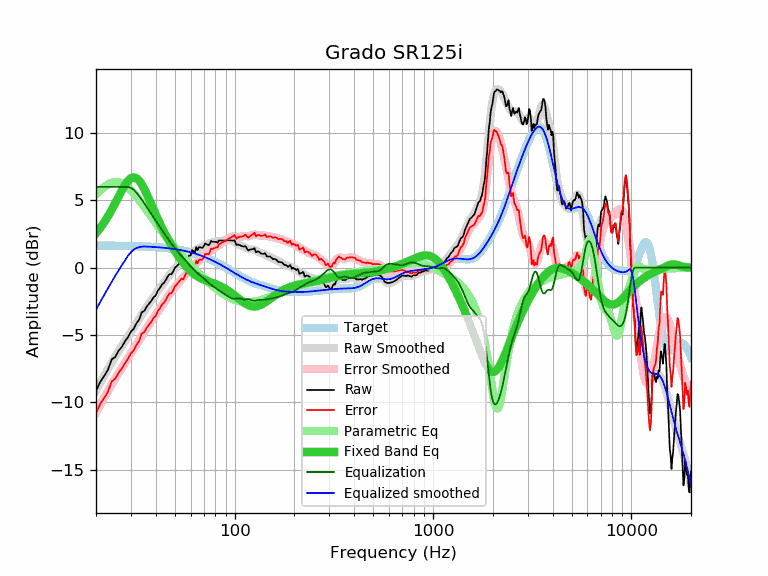 Grado SR125i
Amplitude (dBr)
10
5
0
−5
−10
−15
Target
Raw Smoothed
Error Smoothed
Raw
Error
Parametric Eq
Fixed Band Eq
Equalization
Equalized smoothed
100
1000
10000
Frequency (Hz)